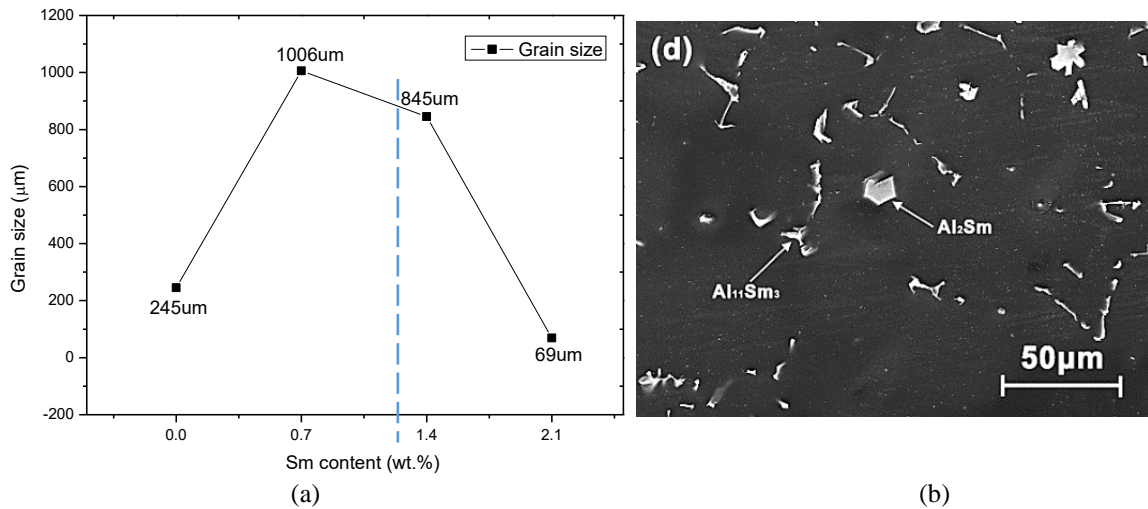 1200
1000
800
600
400
200
0
-200
Grain size (μm)
Grain size
1006um
845um
245um
69um
0.0 0.7 1.4 2.1
Sm content (wt.%)
(a)
(d)
Al₂Sm
Al₁₁Sm₃
50μm
(b)